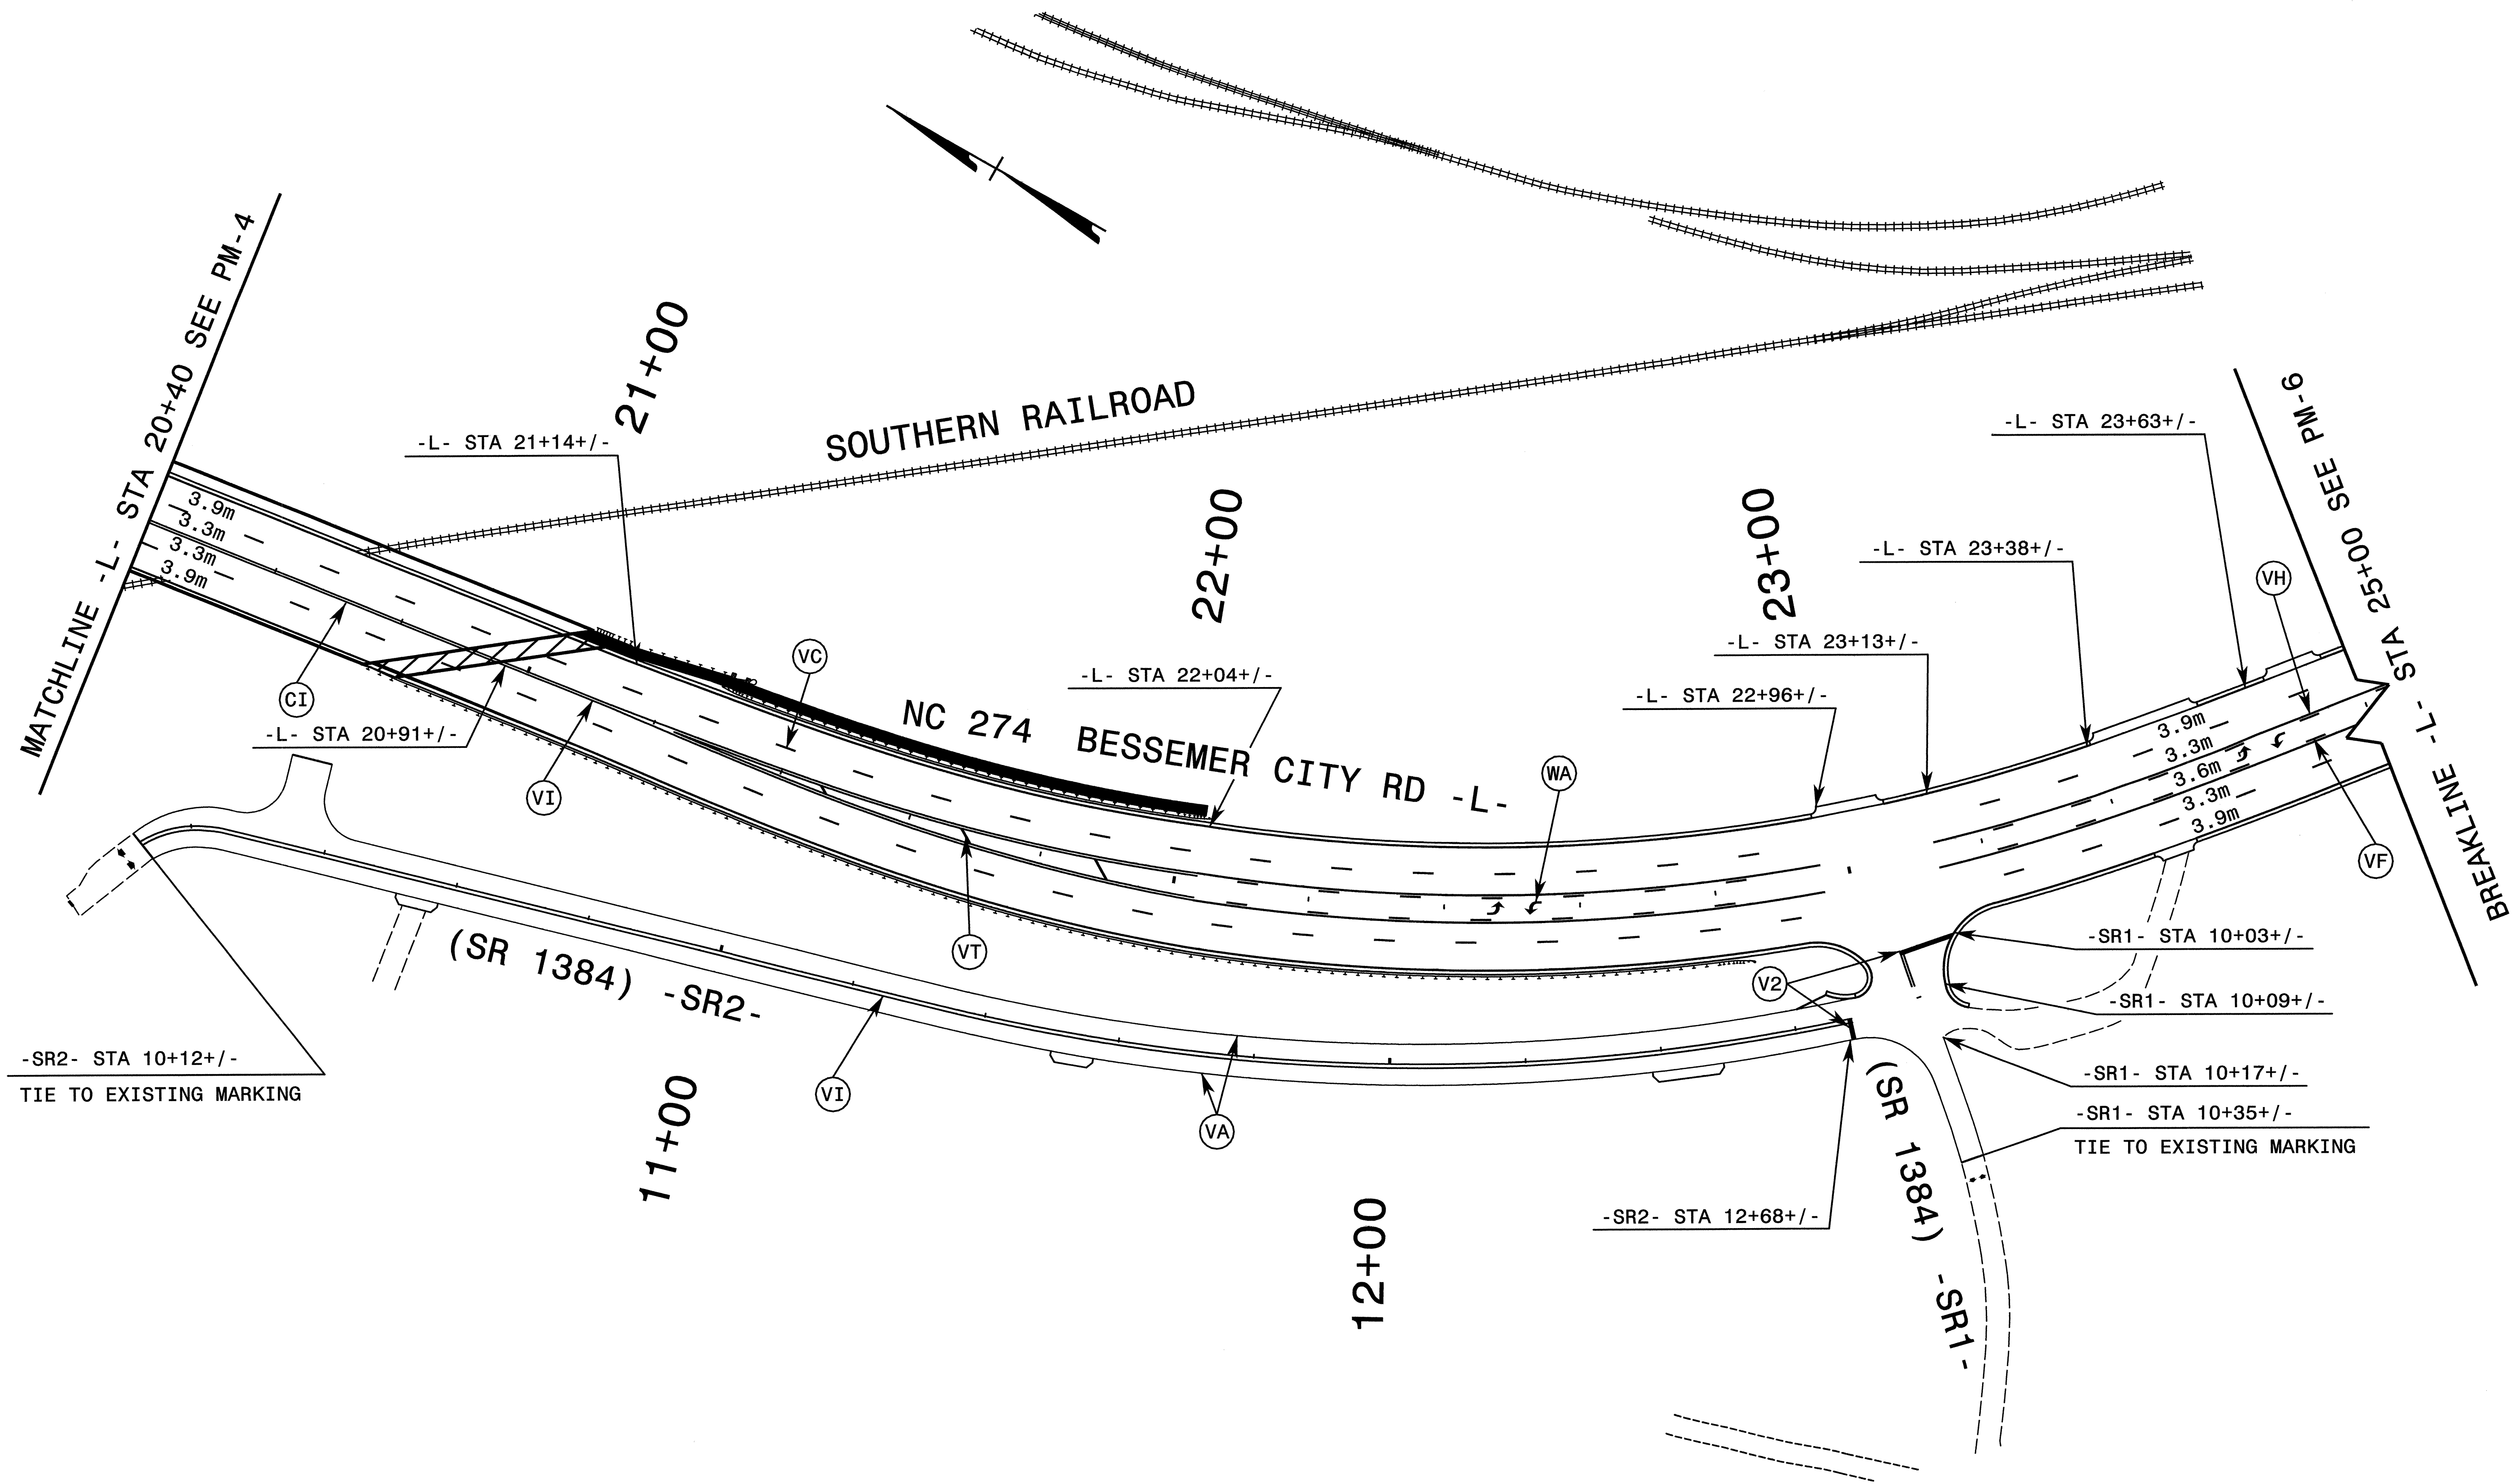 MATCHLINE -L- STA 20+40 SEE PM-4
3.9m
3.3m
3.3m
3.9m
21+00
-L- STA 21+14+/-
SOUTHERN RAILROAD
22+00
23+00
-L- STA 23+63+/-
-L- STA 23+38+/-
-L- STA 23+13+/-
-L- STA 22+96+/-
-L- STA 22+04+/-
VH
BREAKLINE -L- STA 25+00 SEE PM-6
CI
-L- STA 20+91+/-
VI
VC
NC 274 BESSEMER CITY RD -L-
WA
3.9m
3.3m
3.6m
3.3m
3.9m
VF
VT
V2
(SR 1384) -SR2-
-SR1- STA 10+03+/-
-SR1- STA 10+09+/-
-SR2- STA 10+12+/-
TIE TO EXISTING MARKING
VI
VA
-SR1- STA 10+17+/-
-SR1- STA 10+35+/-
TIE TO EXISTING MARKING
11+00
12+00
-SR2- STA 12+68+/-
(SR 1384) -SR1-